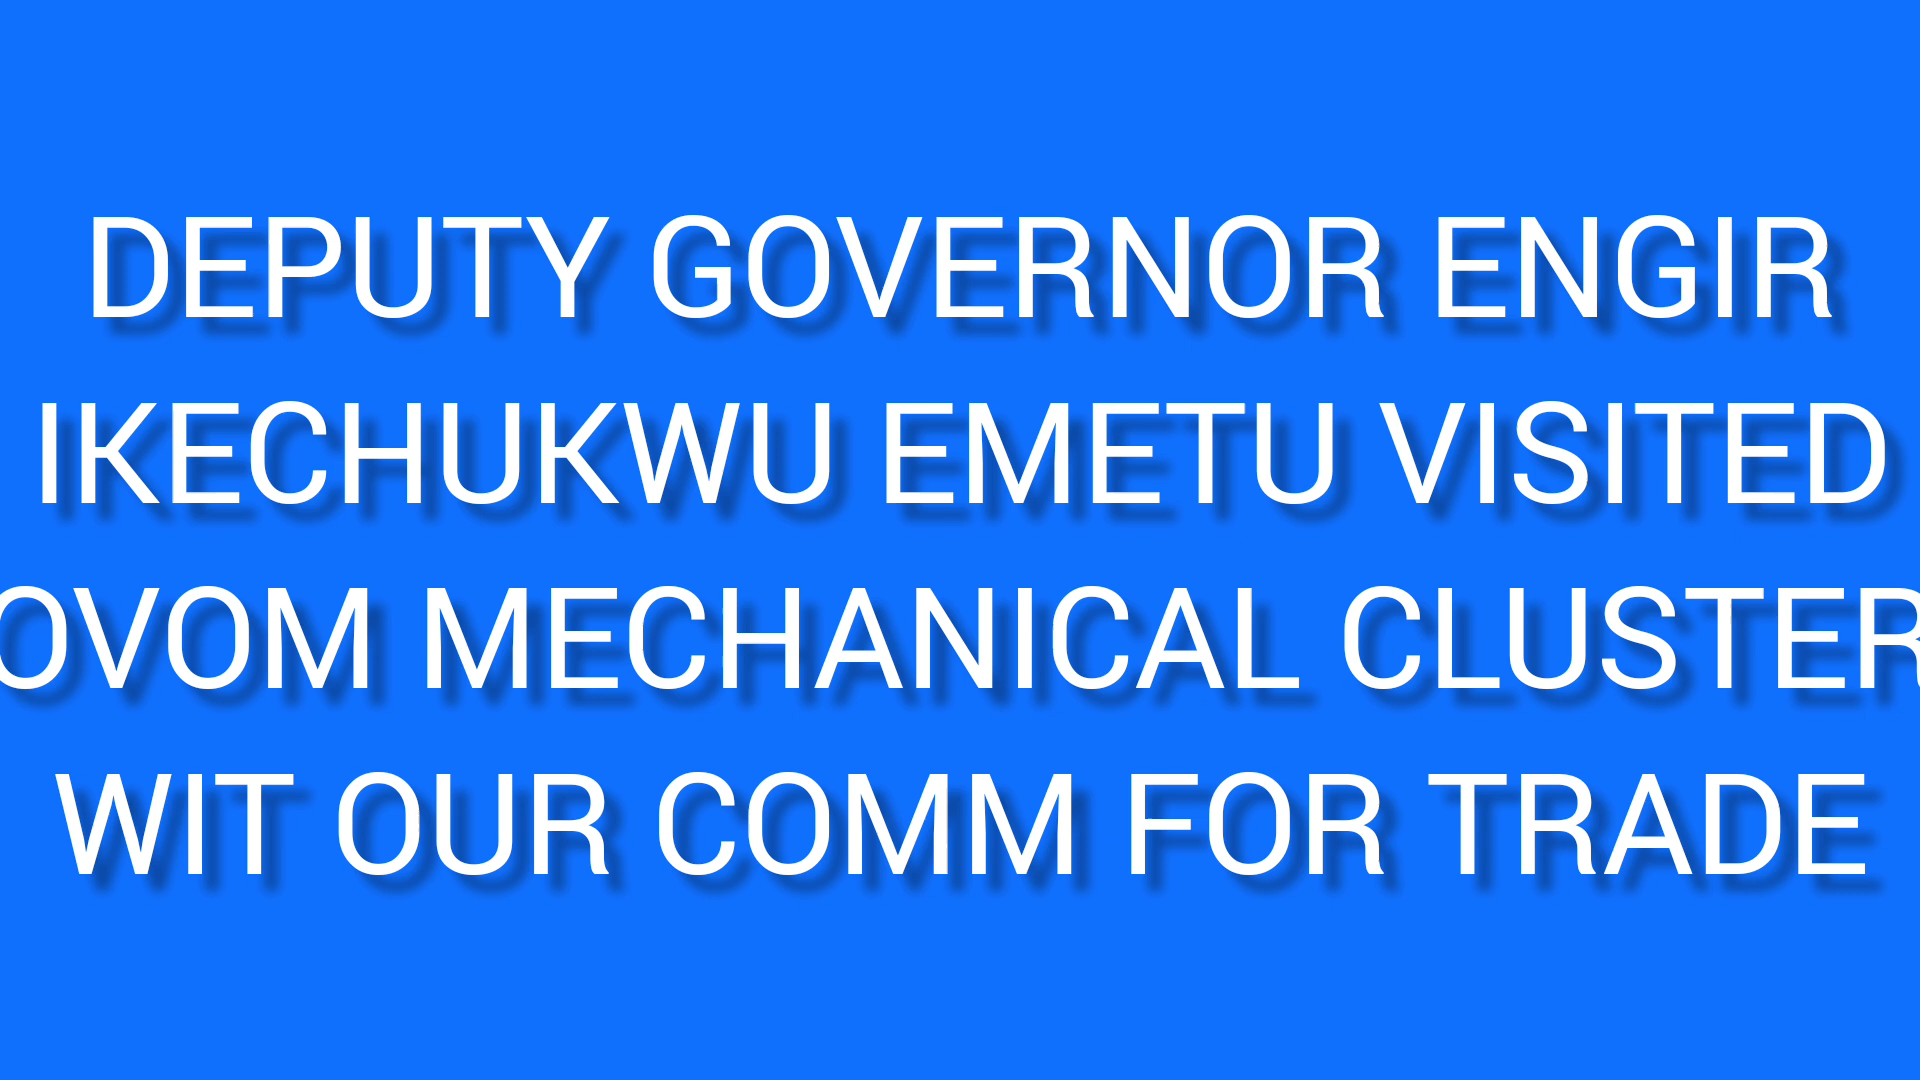 DEPUTY GOVERNOR ENGIR
IKECHUKWU EMETU VISITED
OVOM MECHANICAL CLUSTER
WIT OUR COMM FOR TRADE